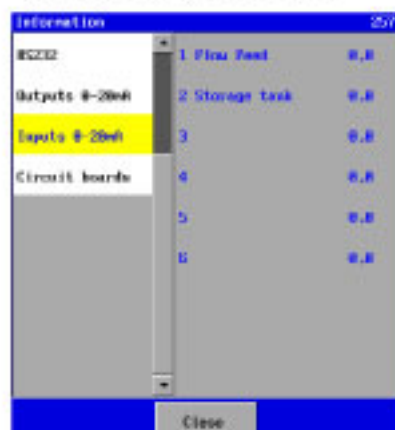 Information 257
RS232
Outputs 0-20mA
Inputs 0-20mA
Circuit boards
1 Flow Feed 0.0
2 Storage tank 0.0
3 0.0
4 0.0
5 0.0
6 0.0
Close